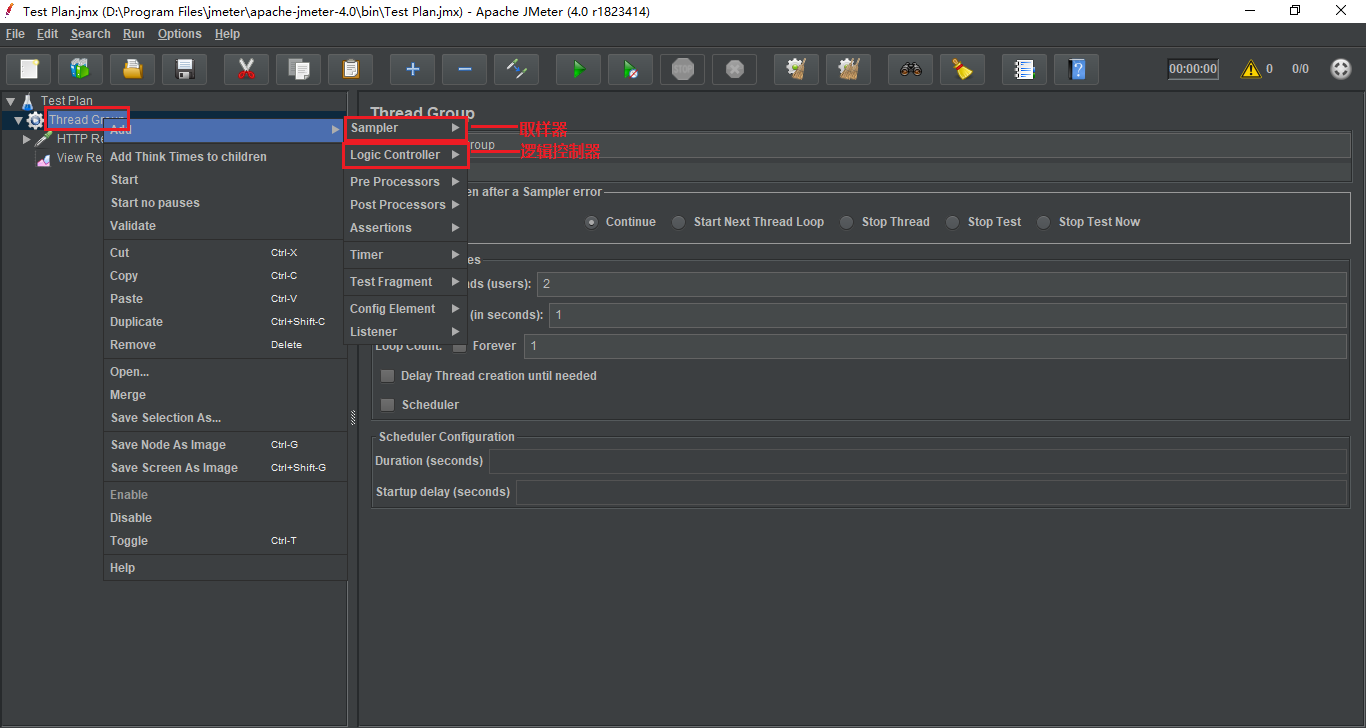 Test Plan.jmx (D:\Program Files\jmeter\apache-jmeter-4.0\bin\Test Plan.jmx) - Apache JMeter (4.0 r1823414)
File Edit Search Run Options Help
STOP 00:00:00 0 0/0
Test Plan
Thread Group
HTTP Re
View Re
Add
Add Think Times to children
Start
Start no pauses
Validate
Cut Ctrl-X
Copy Ctrl-C
Paste Ctrl-V
Duplicate Ctrl+Shift-C
Remove Delete
Open...
Merge
Save Selection As...
Save Node As Image Ctrl-G
Save Screen As Image Ctrl+Shift-G
Enable
Disable
Toggle Ctrl-T
Help
Sampler
取样器
Logic Controller
逻辑控制器
Pre Processors
Post Processors
Assertions
Timer
Test Fragment
Config Element
Listener
Thread Group
roup
en after a Sampler error
Continue Start Next Thread Loop Stop Thread Stop Test Stop Test Now
es
ds (users): 2
(in seconds): 1
Loop Count: Forever 1
Delay Thread creation until needed
Scheduler
Scheduler Configuration
Duration (seconds)
Startup delay (seconds)